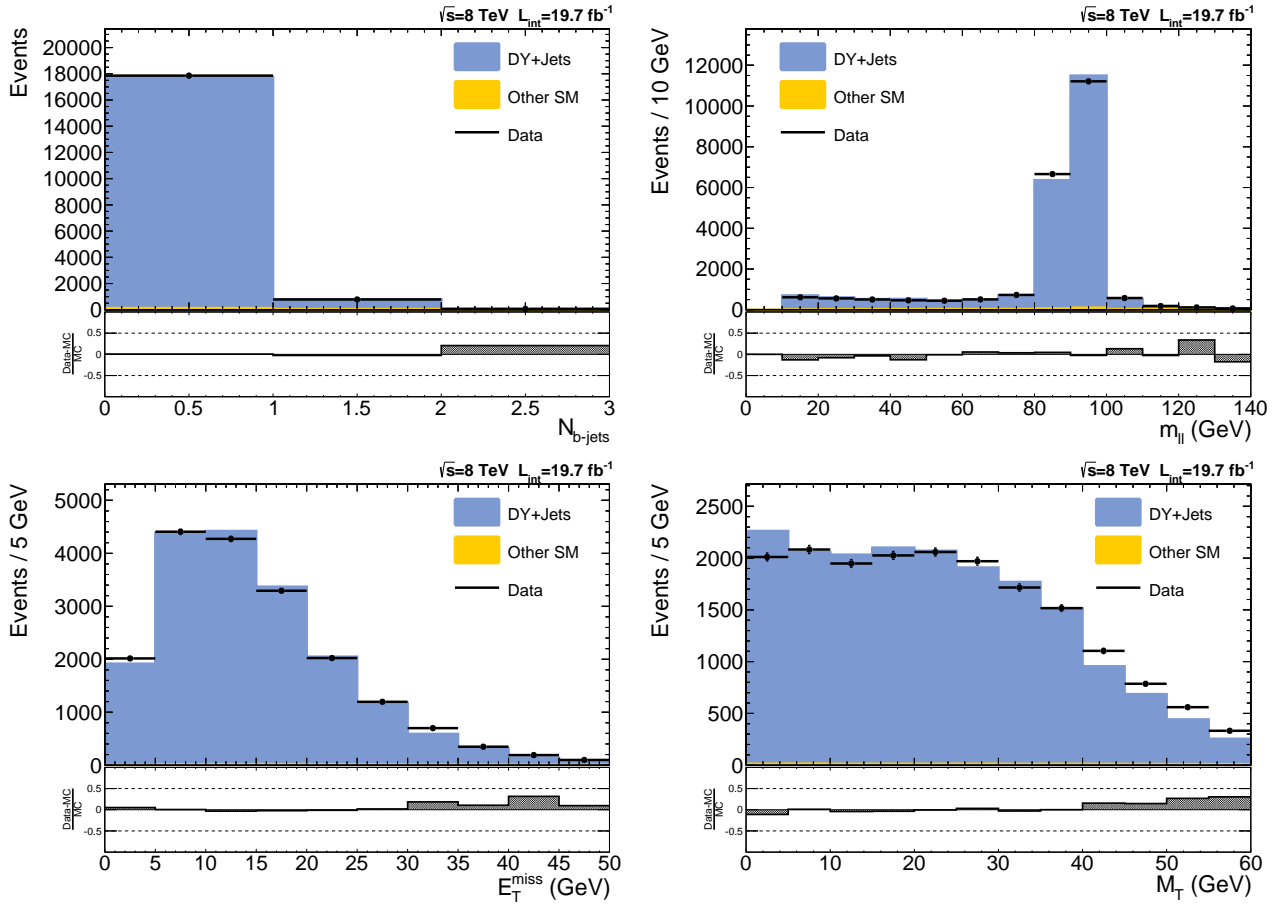 √s=8 TeV L_int=19.7 fb⁻¹
Events
20000
18000
16000
14000
12000
10000
8000
6000
4000
2000
0
DY+Jets
Other SM
Data
Data-MC
MC
0.5
0
-0.5
0 0.5 1 1.5 2 2.5 3
N_b-jets
√s=8 TeV L_int=19.7 fb⁻¹
Events / 10 GeV
12000
10000
8000
6000
4000
2000
0
DY+Jets
Other SM
Data
Data-MC
MC
0.5
0
-0.5
0 20 40 60 80 100 120 140
m_ll (GeV)
√s=8 TeV L_int=19.7 fb⁻¹
Events / 5 GeV
5000
4000
3000
2000
1000
0
DY+Jets
Other SM
Data
Data-MC
MC
0.5
0
-0.5
0 5 10 15 20 25 30 35 40 45 50
E_T^miss (GeV)
√s=8 TeV L_int=19.7 fb⁻¹
Events / 5 GeV
2500
2000
1500
1000
500
0
DY+Jets
Other SM
Data
Data-MC
MC
0.5
0
-0.5
0 10 20 30 40 50 60
M_T (GeV)